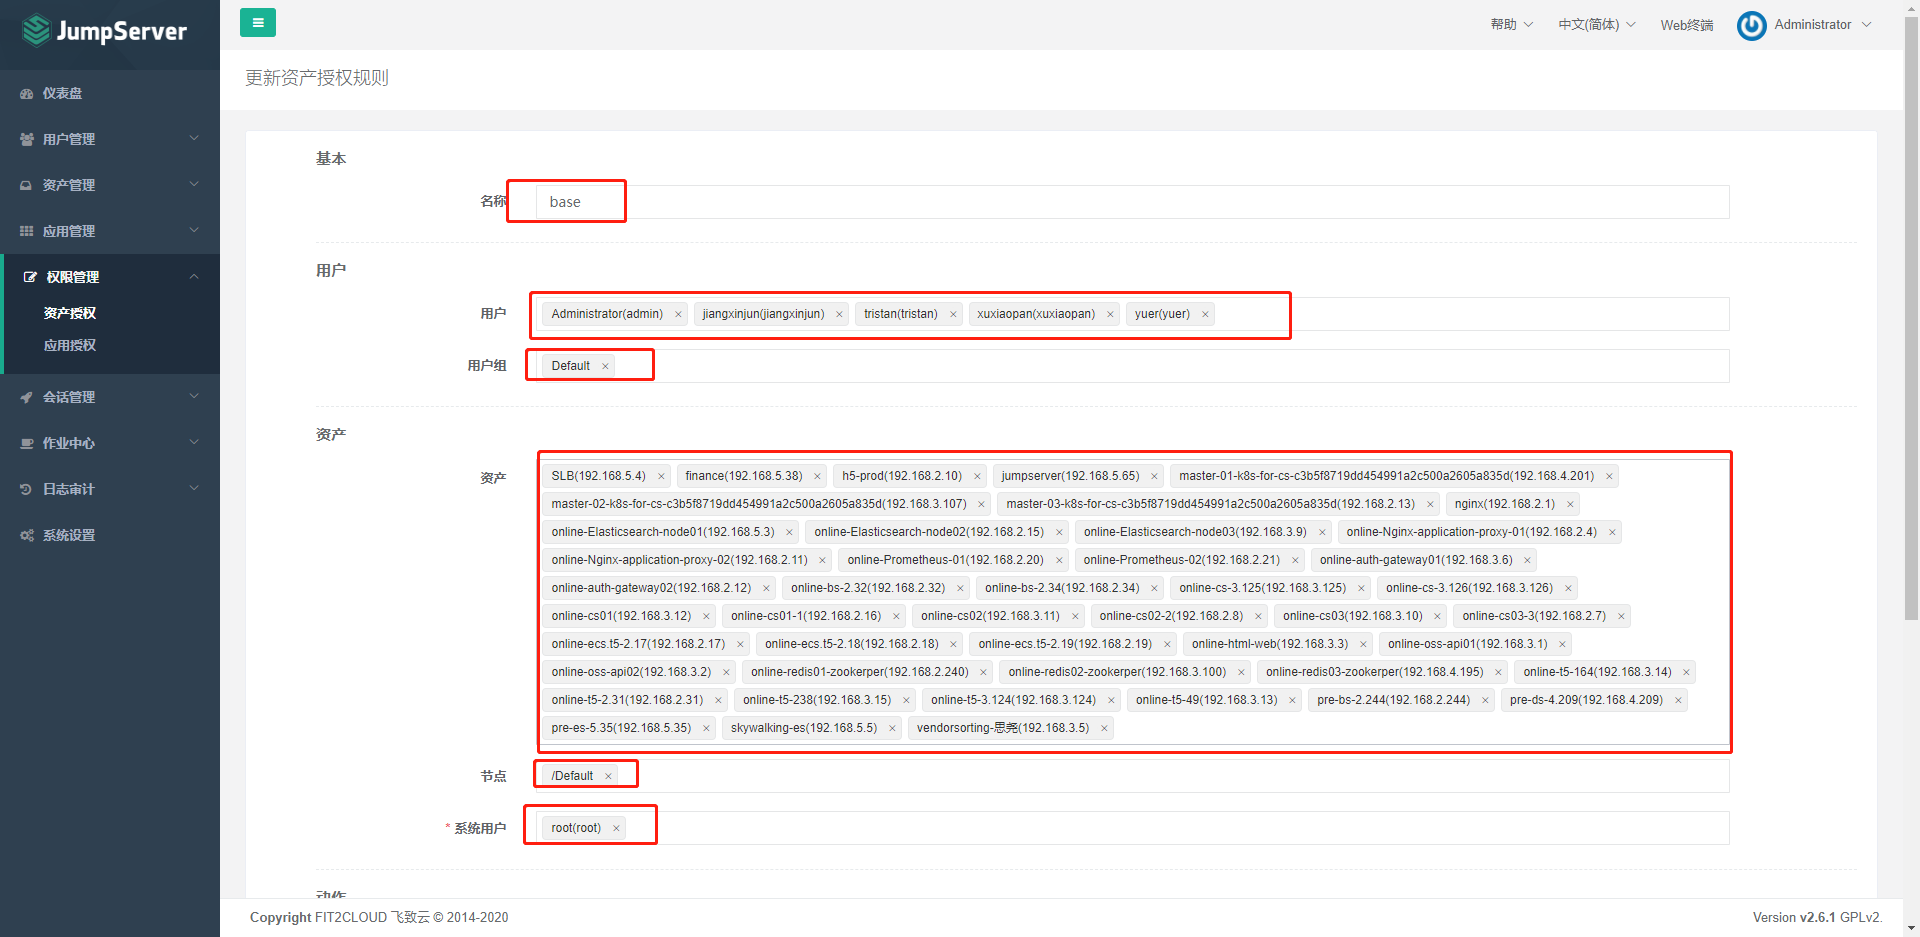 JumpServer
帮助
中文(简体)
Web终端
Administrator
仪表盘
用户管理
资产管理
应用管理
权限管理
资产授权
应用授权
会话管理
作业中心
日志审计
系统设置
更新资产授权规则
基本
名称
base
用户
用户
Administrator(admin) × jiangxinjun(jiangxinjun) × tristan(tristan) × xuxiaopan(xuxiaopan) × yuer(yuer) ×
用户组
Default ×
资产
资产
SLB(192.168.5.4) × finance(192.168.5.38) × h5-prod(192.168.2.10) × jumpserver(192.168.5.65) × master-01-k8s-for-cs-c3b5f8719dd454991a2c500a2605a835d(192.168.4.201) ×
master-02-k8s-for-cs-c3b5f8719dd454991a2c500a2605a835d(192.168.3.107) × master-03-k8s-for-cs-c3b5f8719dd454991a2c500a2605a835d(192.168.2.13) × nginx(192.168.2.1) ×
online-Elasticsearch-node01(192.168.5.3) × online-Elasticsearch-node02(192.168.2.15) × online-Elasticsearch-node03(192.168.3.9) × online-Nginx-application-proxy-01(192.168.2.4) ×
online-Nginx-application-proxy-02(192.168.2.11) × online-Prometheus-01(192.168.2.20) × online-Prometheus-02(192.168.2.21) × online-auth-gateway01(192.168.3.6) ×
online-auth-gateway02(192.168.2.12) × online-bs-2.32(192.168.2.32) × online-bs-2.34(192.168.2.34) × online-cs-3.125(192.168.3.125) × online-cs-3.126(192.168.3.126) ×
online-cs01(192.168.3.12) × online-cs01-1(192.168.2.16) × online-cs02(192.168.3.11) × online-cs02-2(192.168.2.8) × online-cs03(192.168.3.10) × online-cs03-3(192.168.2.7) ×
online-ecs.t5-2.17(192.168.2.17) × online-ecs.t5-2.18(192.168.2.18) × online-ecs.t5-2.19(192.168.2.19) × online-html-web(192.168.3.3) × online-oss-api01(192.168.3.1) ×
online-oss-api02(192.168.3.2) × online-redis01-zookerper(192.168.2.240) × online-redis02-zookerper(192.168.3.100) × online-redis03-zookerper(192.168.4.195) × online-t5-164(192.168.3.14) ×
online-t5-2.31(192.168.2.31) × online-t5-238(192.168.3.15) × online-t5-3.124(192.168.3.124) × online-t5-49(192.168.3.13) × pre-bs-2.244(192.168.2.244) × pre-ds-4.209(192.168.4.209) ×
pre-es-5.35(192.168.5.35) × skywalking-es(192.168.5.5) × vendorsorting-思尧(192.168.3.5) ×
节点
/Default ×
* 系统用户
root(root) ×
动作
Copyright FIT2CLOUD 飞致云 © 2014-2020
Version v2.6.1 GPLv2.